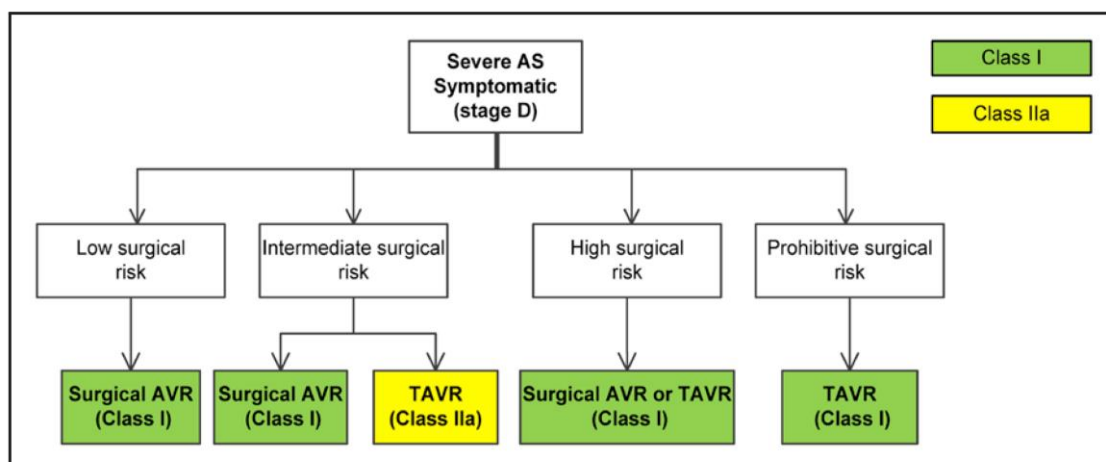 Severe AS
Symptomatic
(stage D)
Class I
Class IIa
Low surgical
risk
Intermediate surgical
risk
High surgical
risk
Prohibitive surgical
risk
Surgical AVR
(Class I)
Surgical AVR
(Class I)
TAVR
(Class IIa)
Surgical AVR or TAVR
(Class I)
TAVR
(Class I)